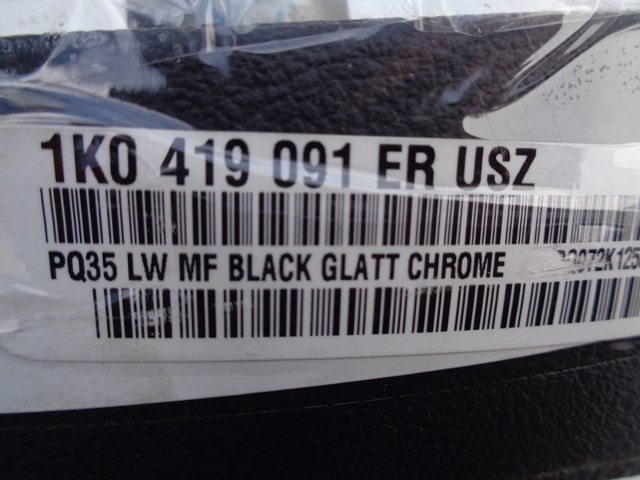 1K0 419 091 ER USZ
PQ35 LW MF BLACK GLATT CHROME